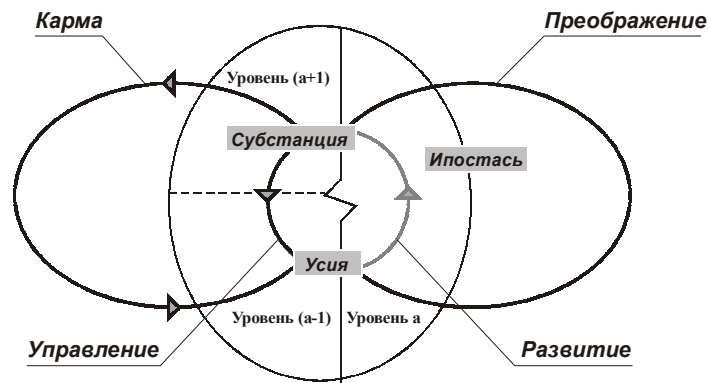 Карма
Преображение
Уровень (а+1)
Субстанция
Ипостась
Усия
Уровень (а-1)
Уровень а
Управление
Развитие